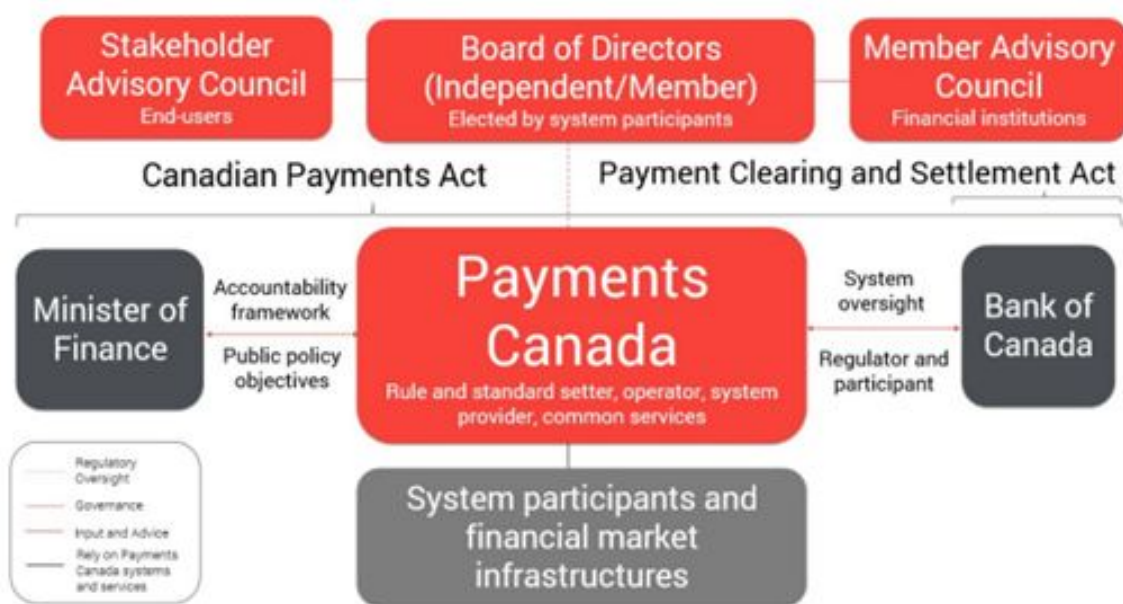 Stakeholder
Advisory Council
End-users
Board of Directors
(Independent/Member)
Elected by system participants
Member Advisory
Council
Financial institutions
Canadian Payments Act
Payment Clearing and Settlement Act
Minister of
Finance
Accountability
framework
Public policy
objectives
Payments
Canada
Rule and standard setter, operator, system
provider, common services
System
oversight
Regulator and
participant
Bank of
Canada
Regulatory
Oversight
Governance
Input and Advice
Rely on Payments
Canada systems
and services
System participants and
financial market
infrastructures